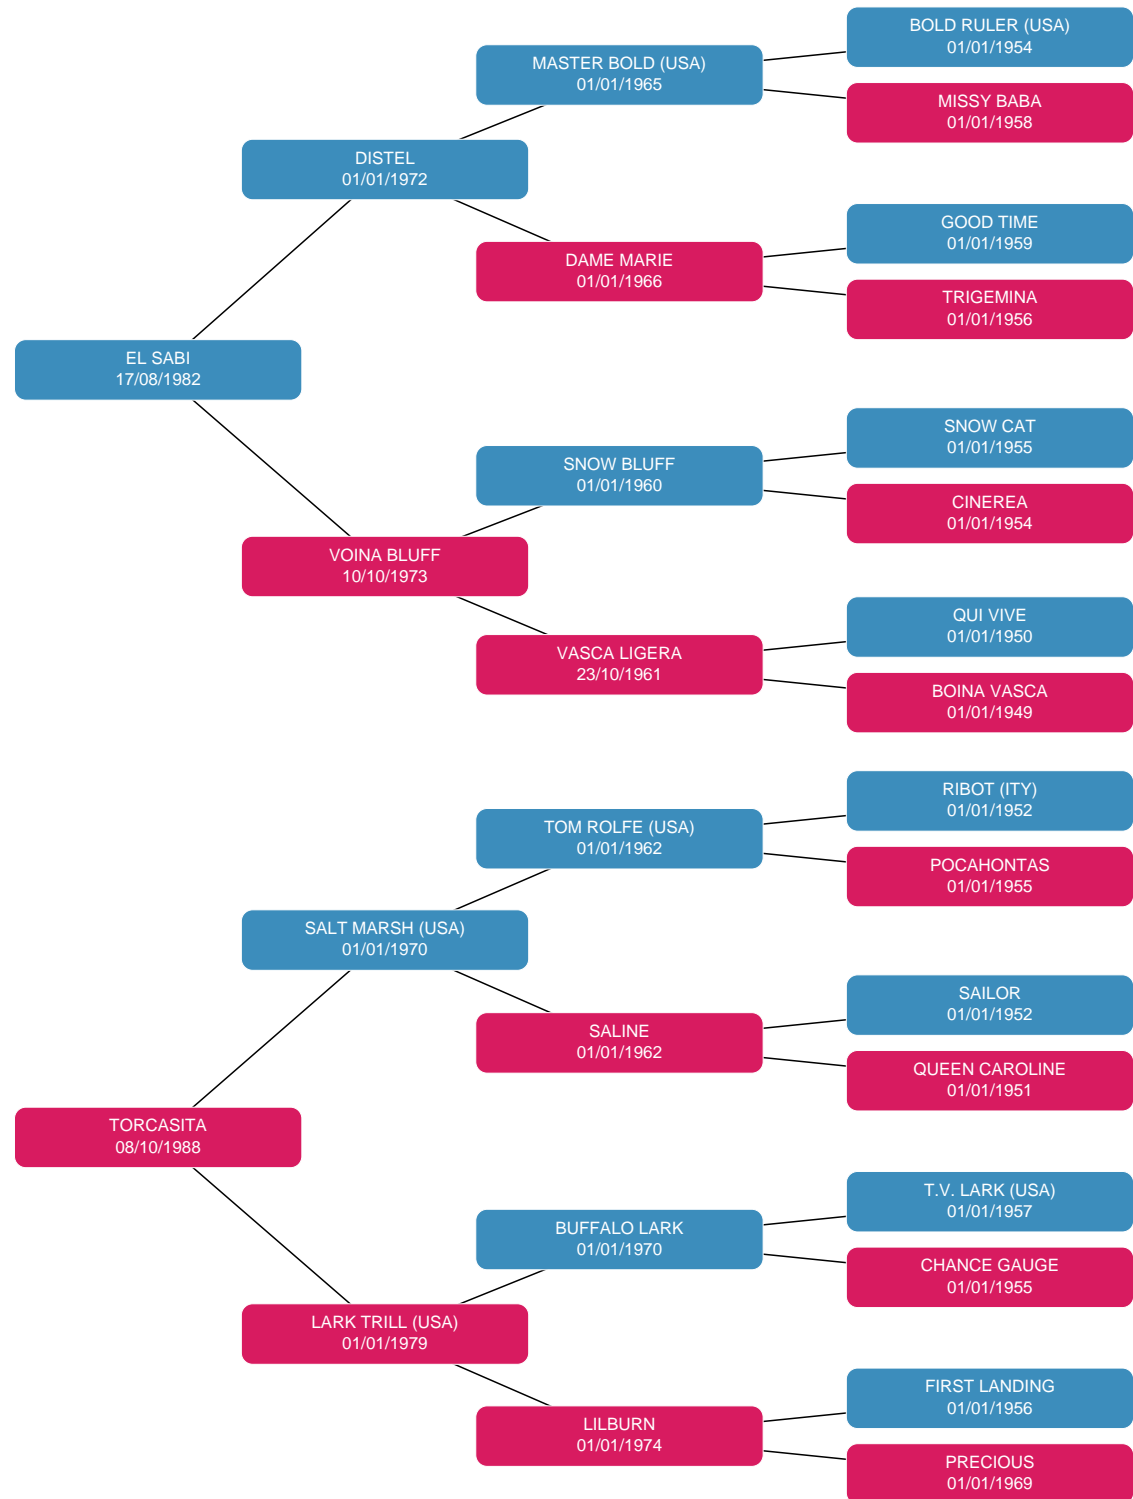 BOLD RULER (USA)
01/01/1954
MASTER BOLD (USA)
01/01/1965
MISSY BABA
01/01/1958
DISTEL
01/01/1972
GOOD TIME
01/01/1959
DAME MARIE
01/01/1966
TRIGEMINA
01/01/1956
EL SABI
17/08/1982
SNOW CAT
01/01/1955
SNOW BLUFF
01/01/1960
CINEREA
01/01/1954
VOINA BLUFF
10/10/1973
QUI VIVE
01/01/1950
VASCA LIGERA
23/10/1961
BOINA VASCA
01/01/1949
RIBOT (ITY)
01/01/1952
TOM ROLFE (USA)
01/01/1962
POCAHONTAS
01/01/1955
SALT MARSH (USA)
01/01/1970
SAILOR
01/01/1952
SALINE
01/01/1962
QUEEN CAROLINE
01/01/1951
TORCASITA
08/10/1988
T.V. LARK (USA)
01/01/1957
BUFFALO LARK
01/01/1970
CHANCE GAUGE
01/01/1955
LARK TRILL (USA)
01/01/1979
FIRST LANDING
01/01/1956
LILBURN
01/01/1974
PRECIOUS
01/01/1969